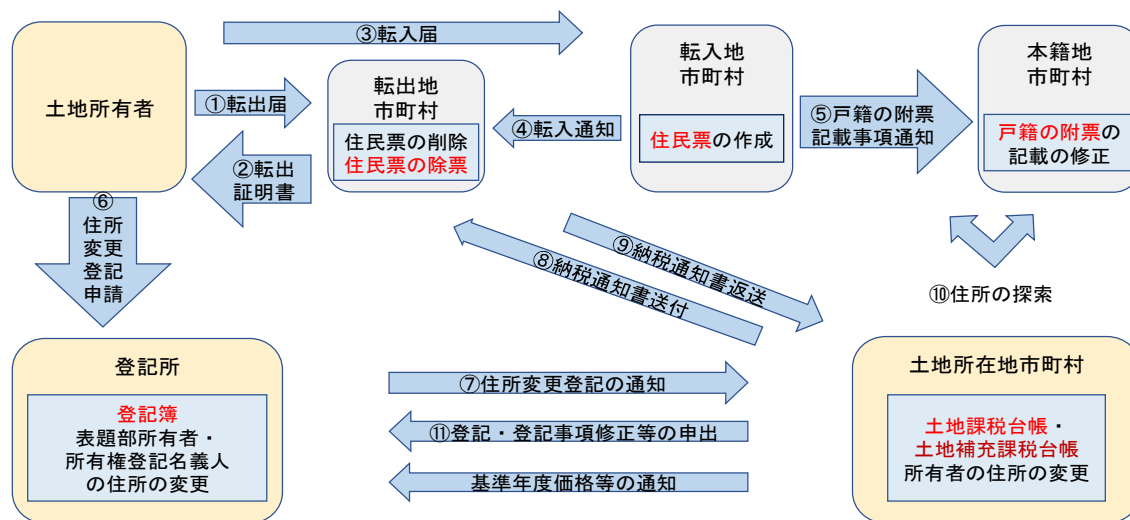 ③転入届
土地所有者
①転出届
②転出
証明書
転出地
市町村
住民票の削除
住民票の除票
④転入通知
転入地
市町村
住民票の作成
⑤戸籍の附票
記載事項通知
本籍地
市町村
戸籍の附票の
記載の修正
⑥
住所
変更
登記
申請
⑨納税通知書返送
⑧納税通知書送付
⑩住所の探索
登記所
登記簿
表題部所有者・
所有権登記名義人
の住所の変更
⑦住所変更登記の通知
⑪登記・登記事項修正等の申出
基準年度価格等の通知
土地所在地市町村
土地課税台帳・
土地補充課税台帳
所有者の住所の変更